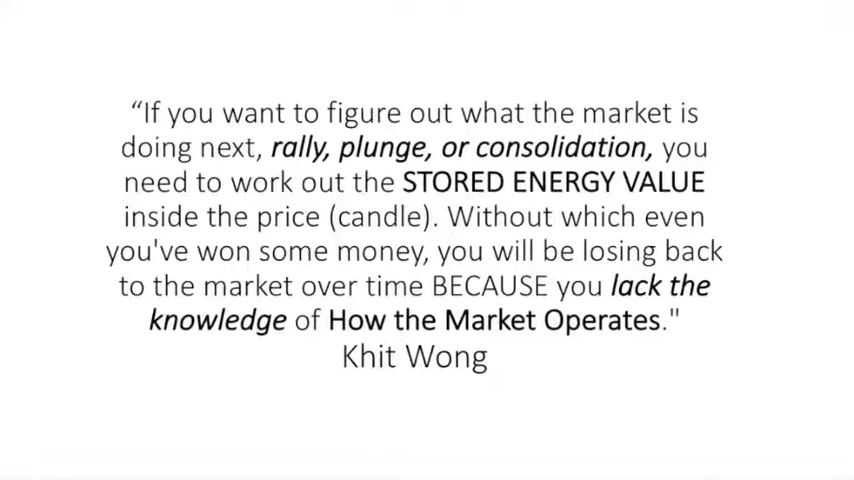 “If you want to figure out what the market is
doing next, rally, plunge, or consolidation, you
need to work out the STORED ENERGY VALUE
inside the price (candle). Without which even
you've won some money, you will be losing back
to the market over time BECAUSE you lack the
knowledge of How the Market Operates."
Khit Wong